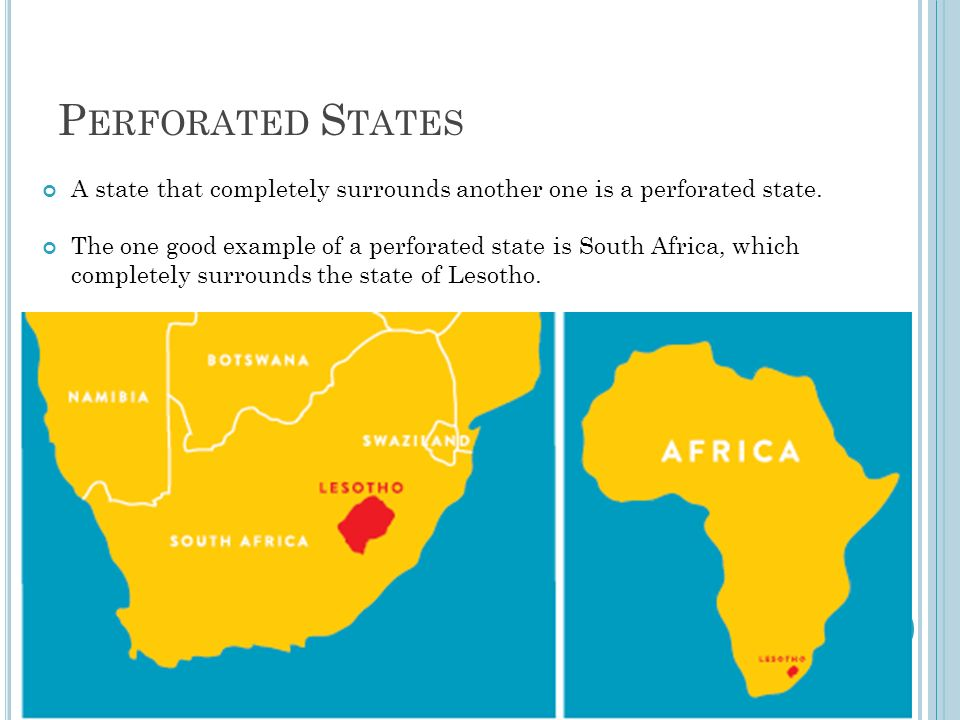 PERFORATED STATES
A state that completely surrounds another one is a perforated state.
The one good example of a perforated state is South Africa, which
completely surrounds the state of Lesotho.
BOTSWANA
NAMIBIA
SWAZILAND
LESOTHO
SOUTH AFRICA
AFRICA
LESOTHO